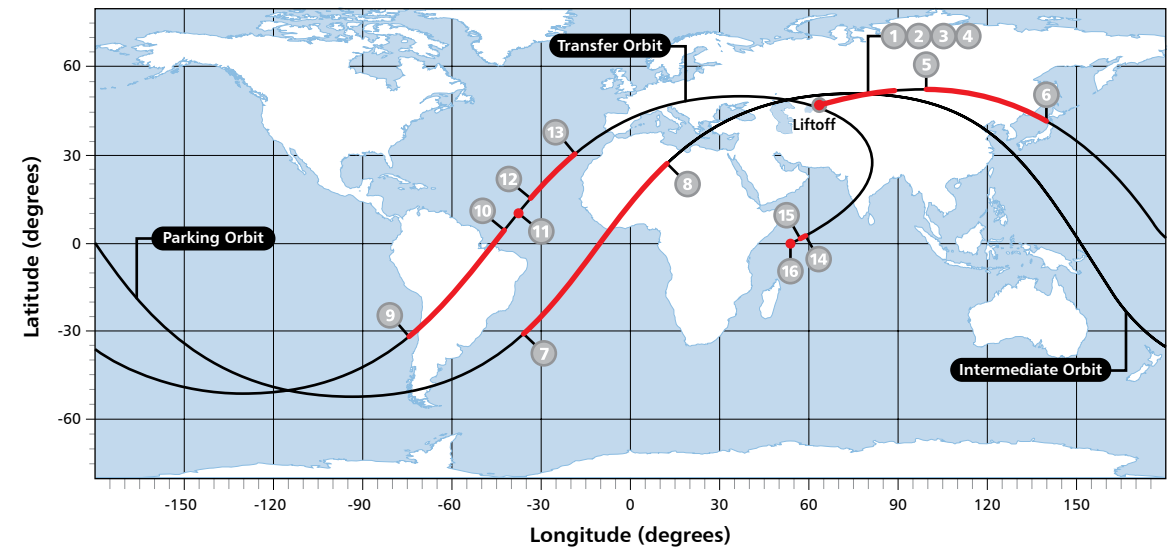 1 2 3 4
Transfer Orbit
5
60
6
Liftoff
13
30
12
8
10
15
11
Parking Orbit
0
14
16
9
-30
7
Intermediate Orbit
-60
-150 -120 -90 -60 -30 0 30 60 90 120 150
Longitude (degrees)
Latitude (degrees)